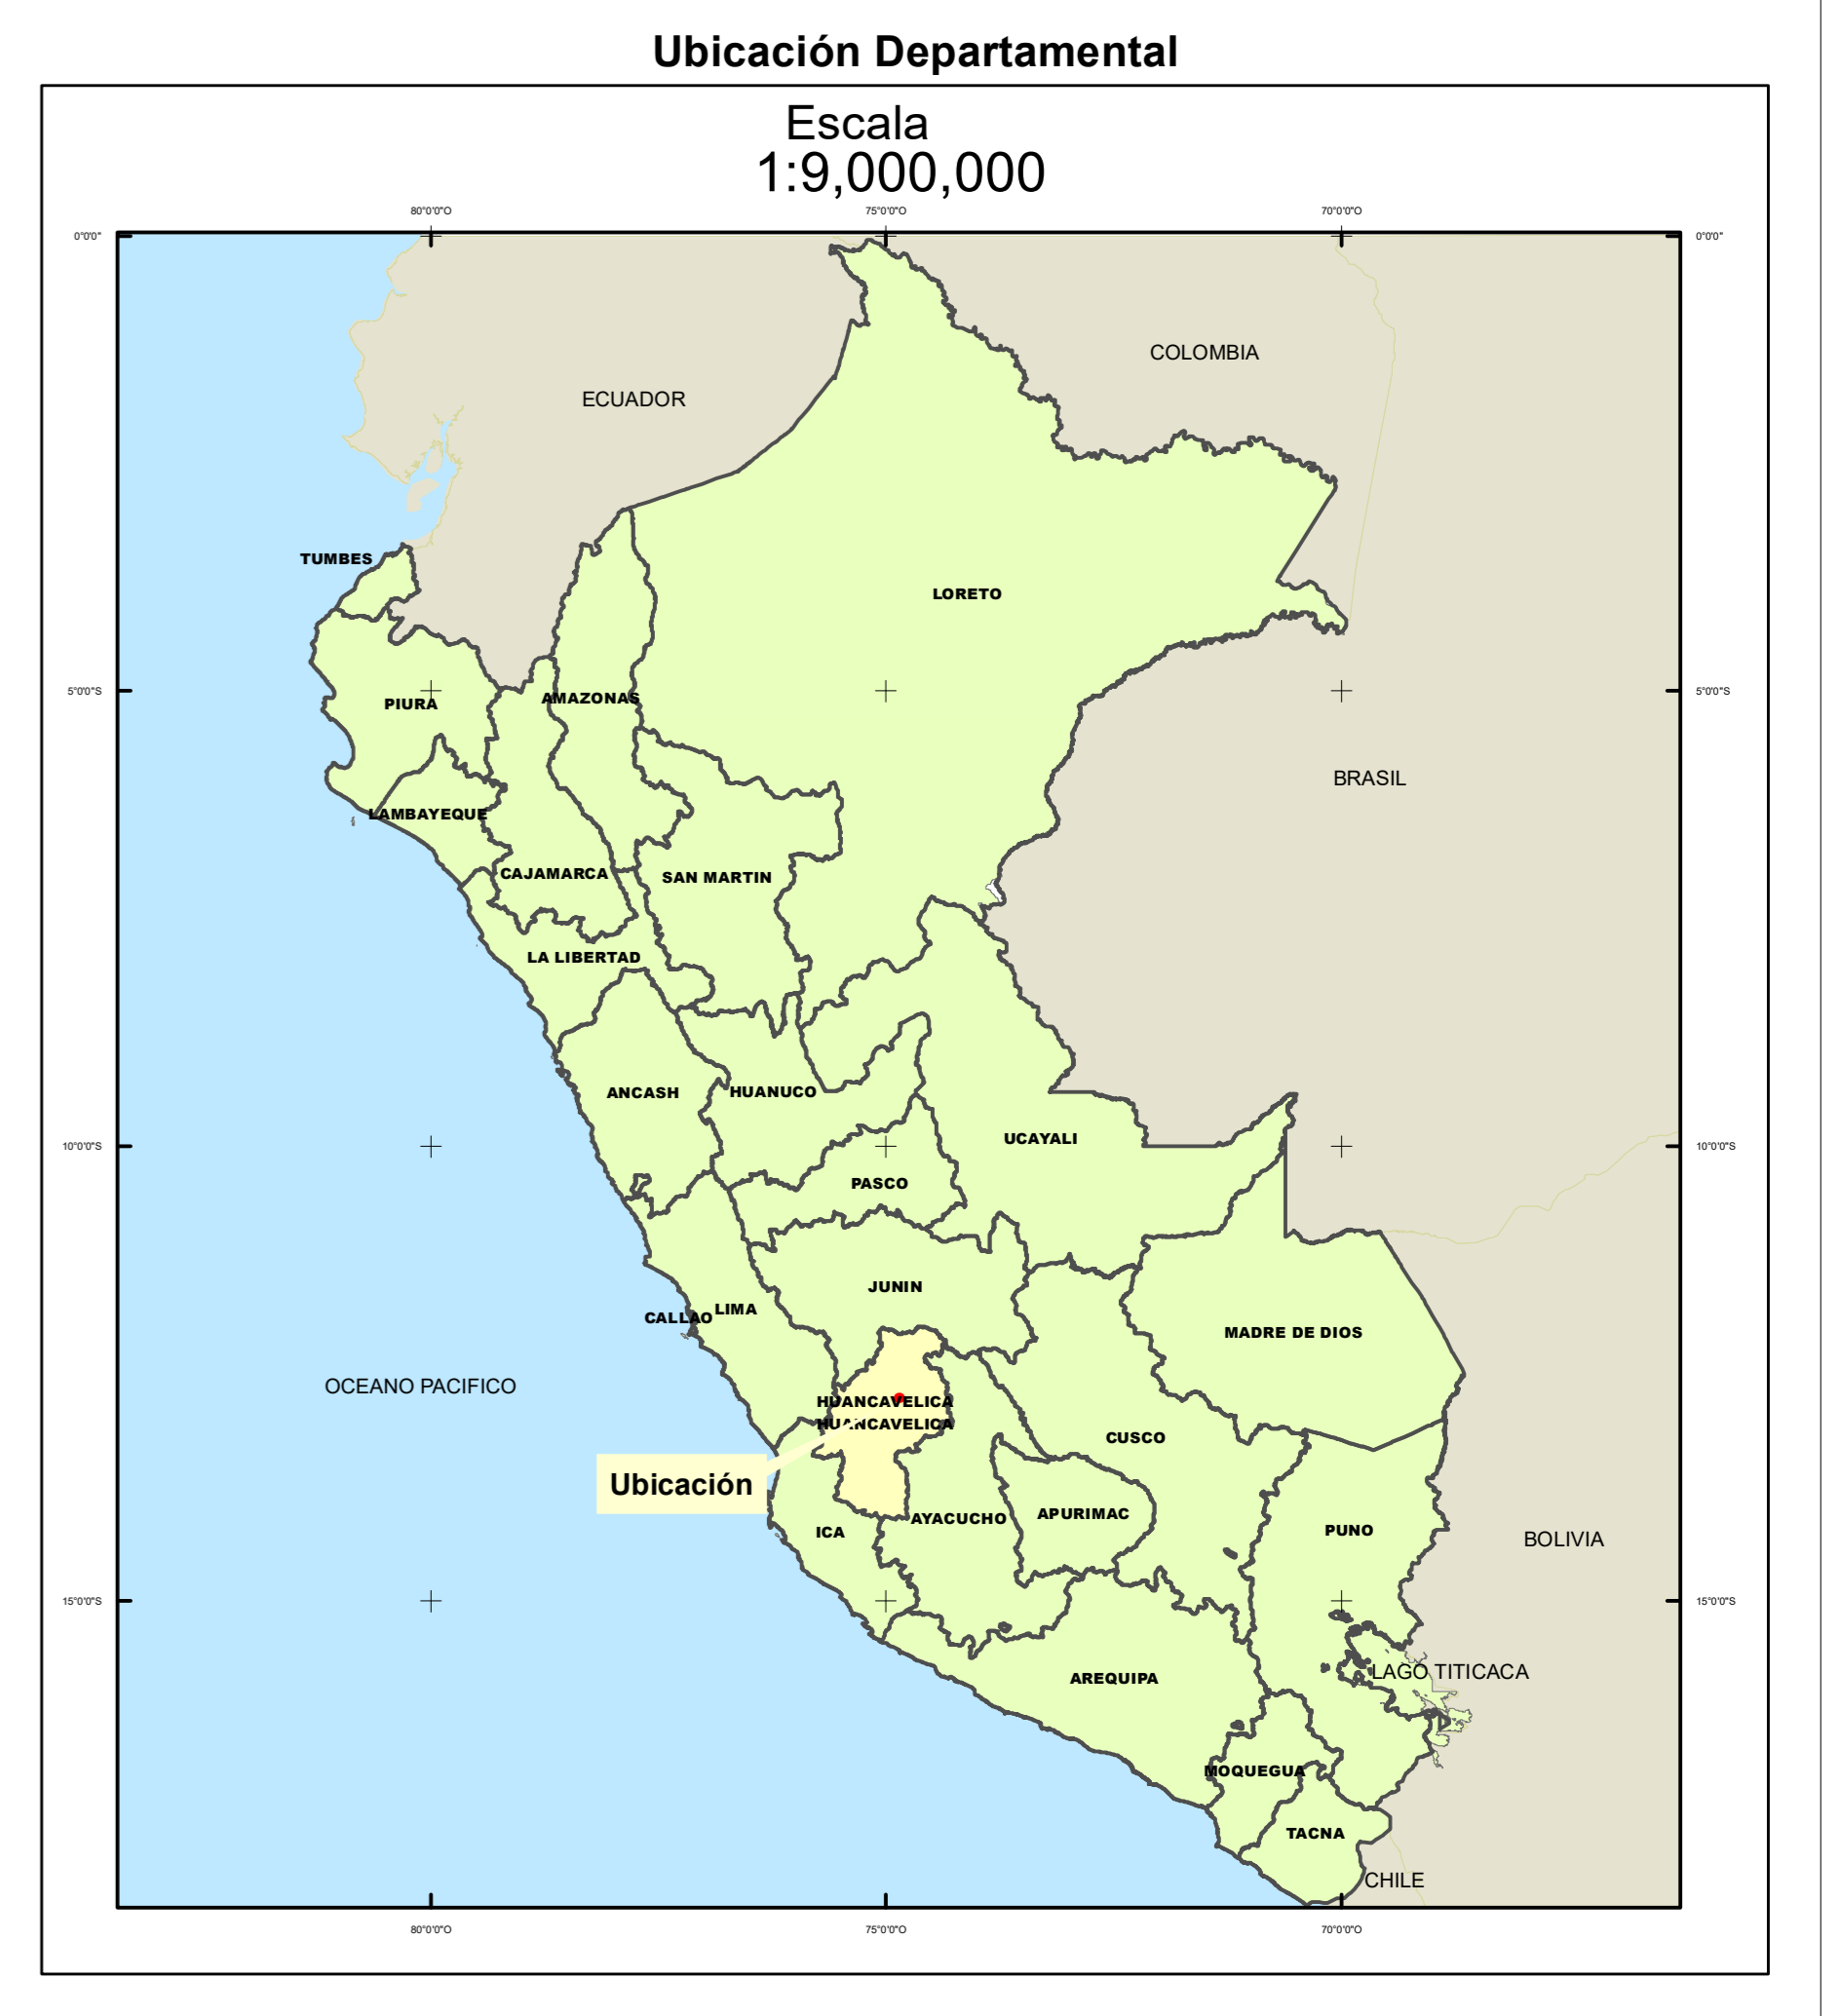 Ubicación Departamental
Escala
1:9,000,000
80°0'0"O
75°0'0"O
70°0'0"O
0°0'0"
0°0'0"
COLOMBIA
ECUADOR
TUMBES
LORETO
5°0'0"S
5°0'0"S
AMAZONAS
PIURA
BRASIL
LAMBAYEQUE
CAJAMARCA
SAN MARTIN
LA LIBERTAD
ANCASH
HUANUCO
UCAYALI
10°0'0"S
10°0'0"S
PASCO
JUNIN
LIMA
CALLAO
MADRE DE DIOS
OCEANO PACIFICO
HUANCAVELICA
HUANCAVELICA
CUSCO
Ubicación
APURIMAC
AYACUCHO
ICA
PUNO
BOLIVIA
15°0'0"S
15°0'0"S
LAGO TITICACA
AREQUIPA
MOQUEGUA
TACNA
CHILE
80°0'0"O
75°0'0"O
70°0'0"O